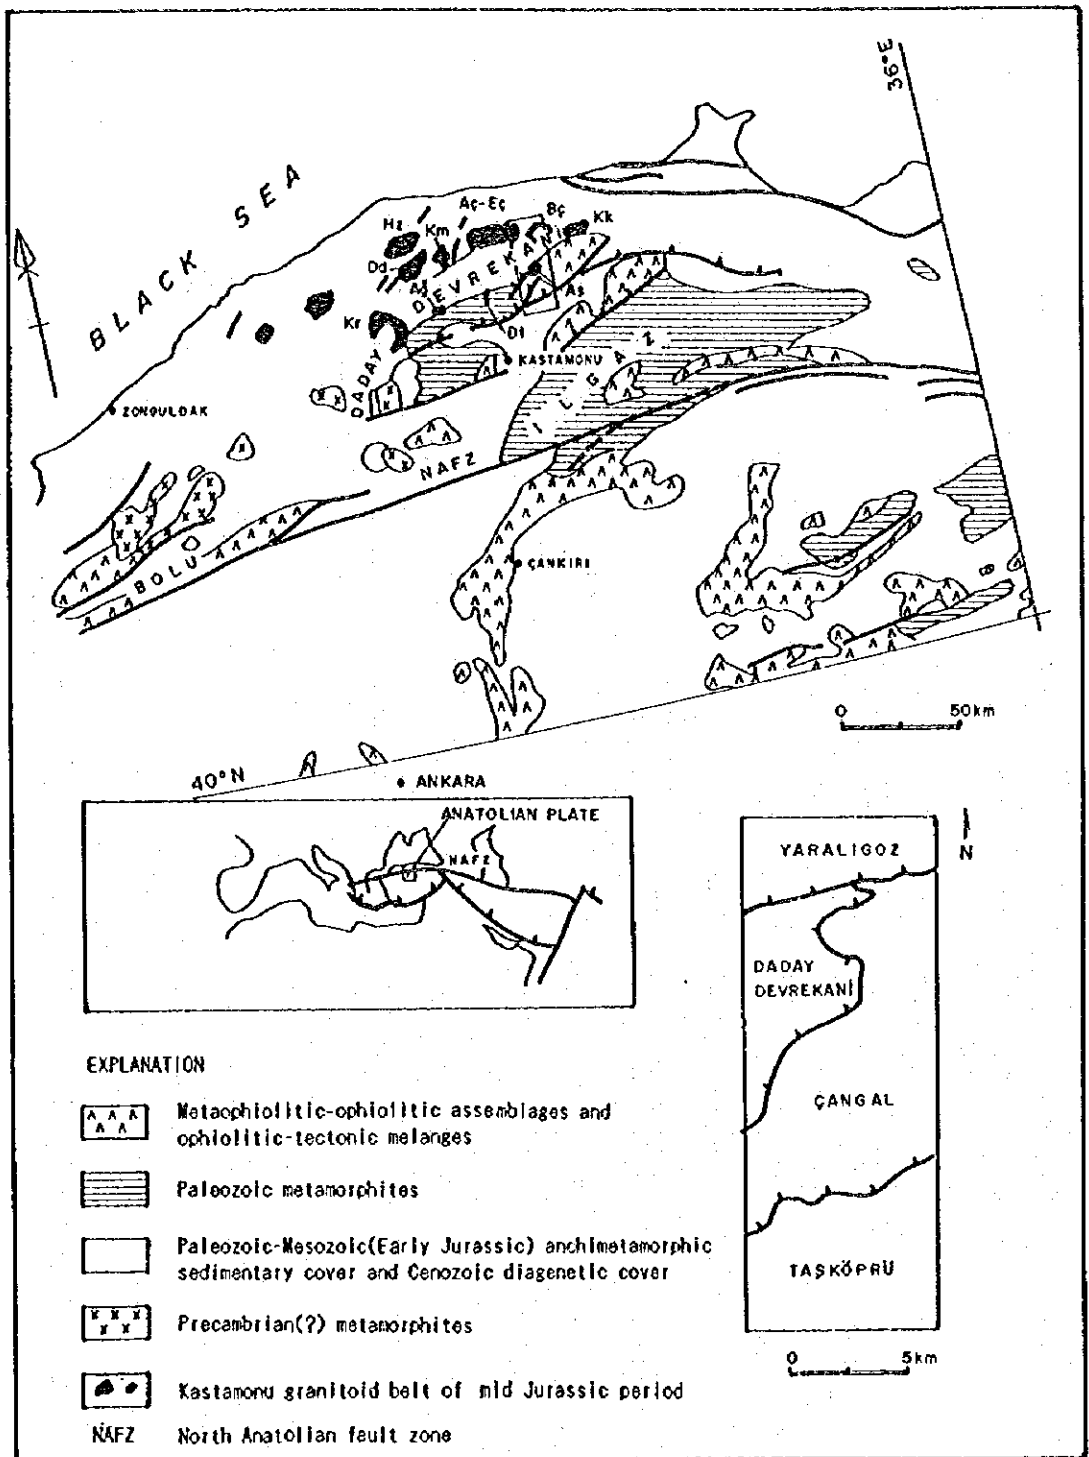 36°E
BLACK SEA
Aç-Eç
Bç
Kk
Hz
Km
Dd
DEVREKANİ
Ağ
Aş
Kr
Df
DADAY
KASTAMONU
ILGAZ
ZONGULDAK
NAFZ
BOLU
ÇANKIRI
0 50km
40°N
ANKARA
ANATOLIAN PLATE
NAFZ
N
YARALIGOZ
DADAY
DEVREKANİ
ÇANGAL
TAŞKÖPRÜ
0 5km
EXPLANATION
Metaophiolitic-ophiolitic assemblages and
ophiolitic-tectonic melanges
Paleozoic metamorphites
Paleozoic-Mesozoic(Early Jurassic) anchimetamorphic
sedimentary cover and Cenozoic diagenetic cover
Precambrian(?) metamorphites
Kastamonu granitoid belt of mid Jurassic period
NAFZ North Anatolian fault zone